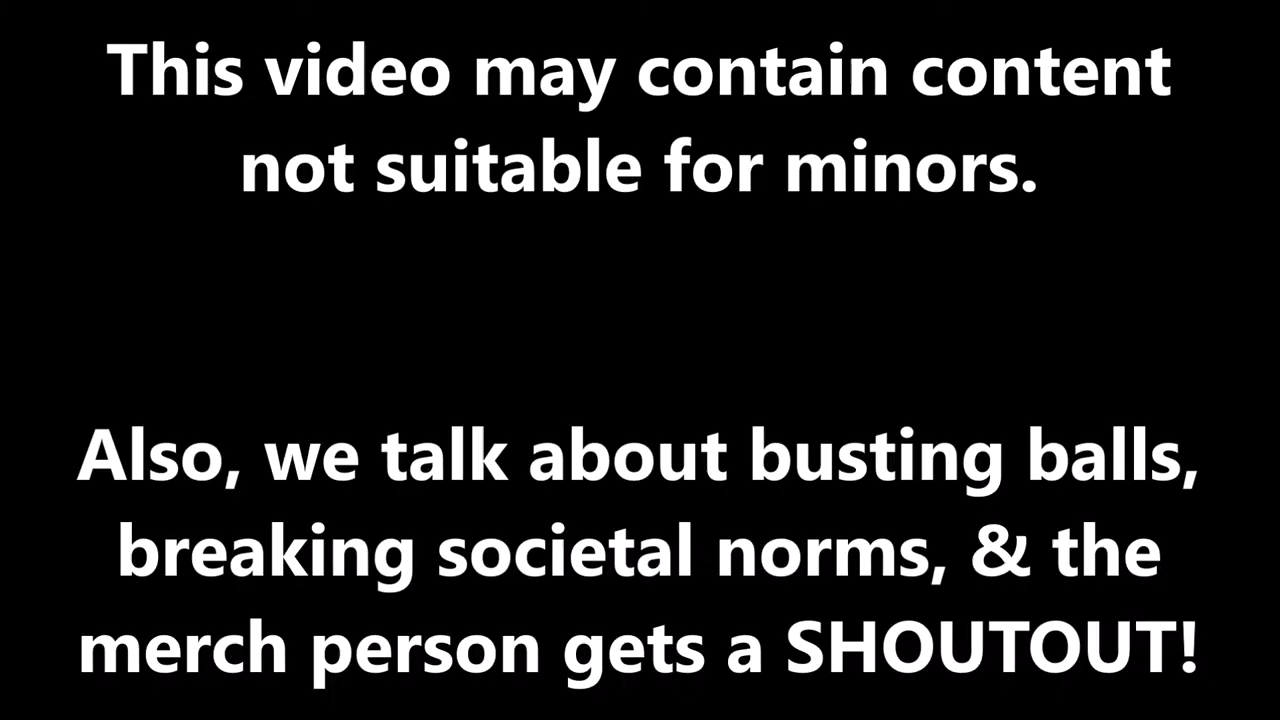 This video may contain content
not suitable for minors.
Also, we talk about busting balls,
breaking societal norms, & the
merch person gets a SHOUTOUT!